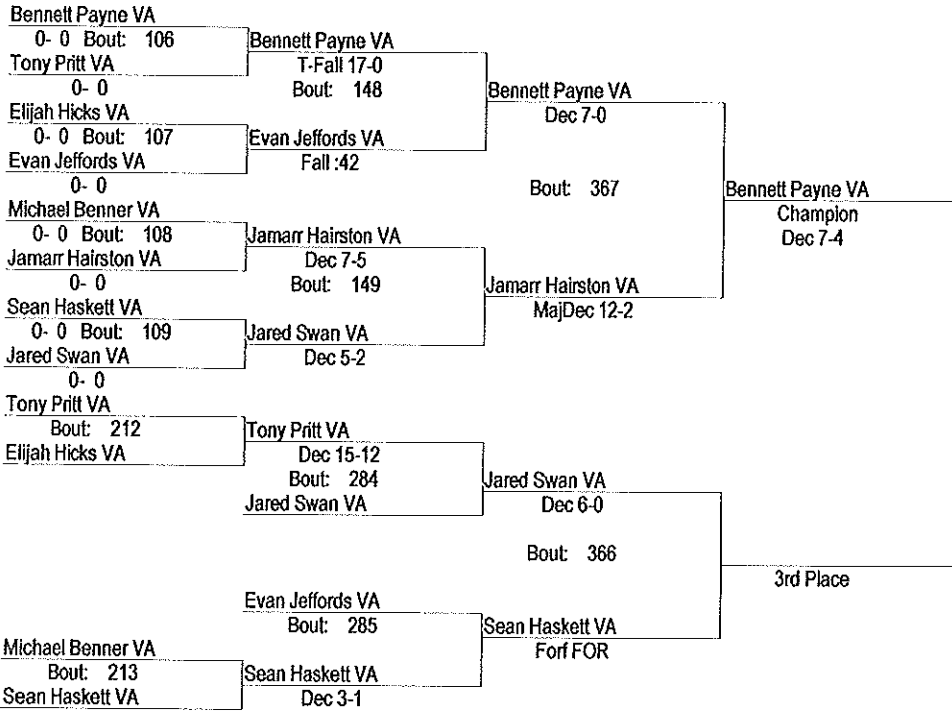 Bennett Payne VA
0- 0 Bout: 106
Tony Pritt VA
0- 0
Elijah Hicks VA
0- 0 Bout: 107
Evan Jeffords VA
0- 0
Michael Benner VA
0- 0 Bout: 108
Jamarr Hairston VA
0- 0
Sean Haskett VA
0- 0 Bout: 109
Jared Swan VA
0- 0
Bennett Payne VA
T-Fall 17-0
Bout: 148
Evan Jeffords VA
Fall :42
Jamarr Hairston VA
Dec 7-5
Bout: 149
Jared Swan VA
Dec 5-2
Bennett Payne VA
Dec 7-0
Bout: 367
Jamarr Hairston VA
MajDec 12-2
Bennett Payne VA
Champion
Dec 7-4
Tony Pritt VA
Bout: 212
Elijah Hicks VA
Tony Pritt VA
Dec 15-12
Bout: 284
Jared Swan VA
Jared Swan VA
Dec 6-0
Bout: 366
3rd Place
Evan Jeffords VA
Bout: 285
Sean Haskett VA
Forf FOR
Michael Benner VA
Bout: 213
Sean Haskett VA
Sean Haskett VA
Dec 3-1